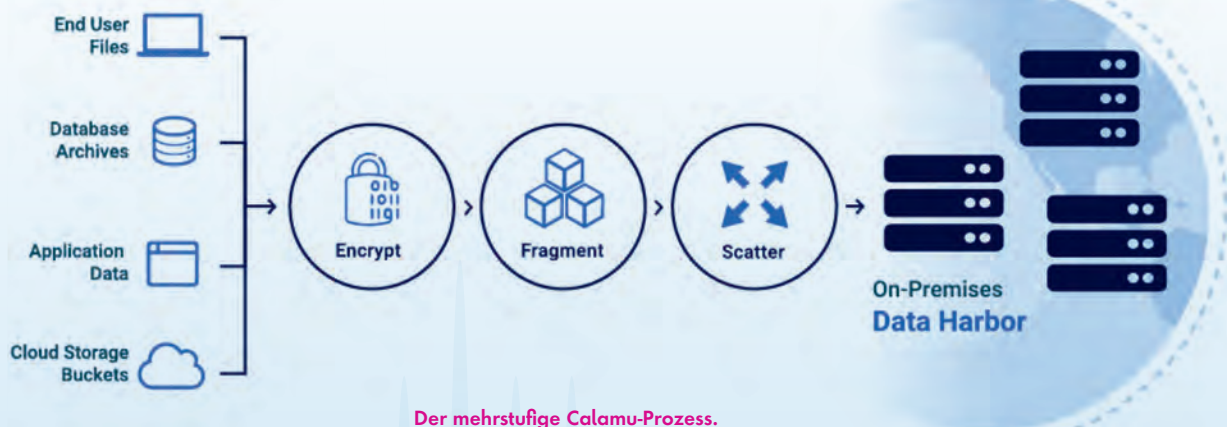 End User
Files
Database
Archives
Application
Data
Cloud Storage
Buckets
Encrypt
Fragment
Scatter
On-Premises
Data Harbor
Der mehrstufige Calamu-Prozess.